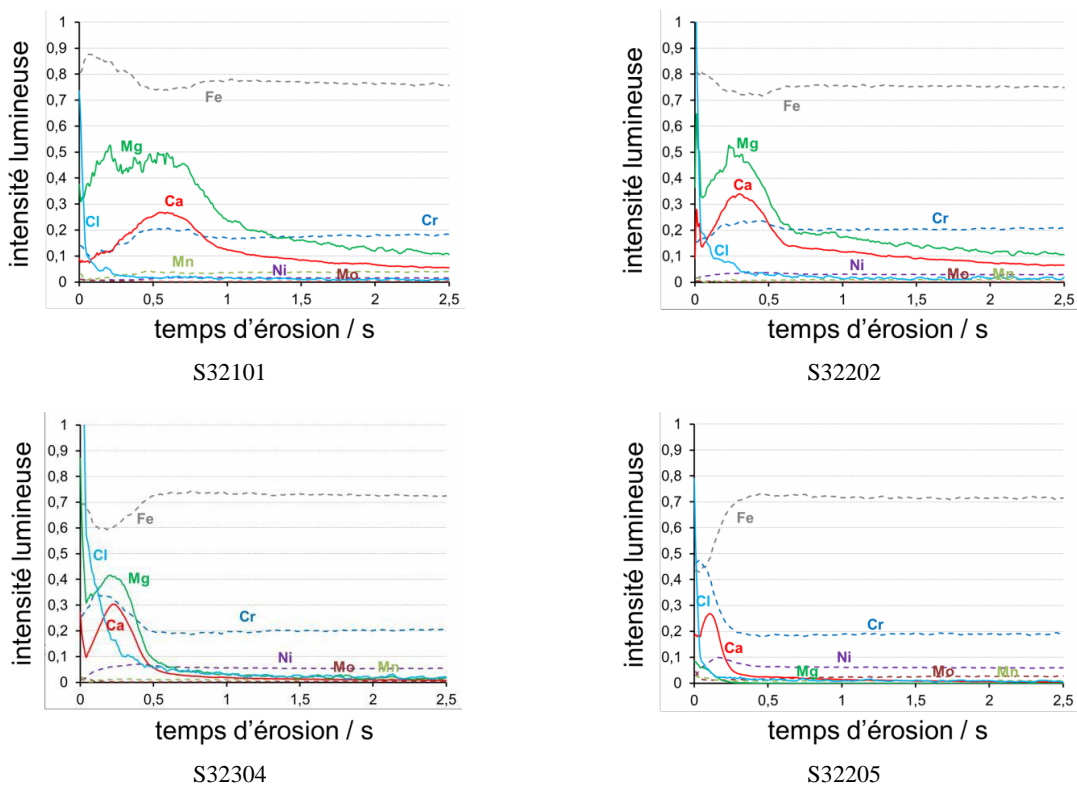 intensité lumineuse
1
0,9
0,8
0,7
0,6
0,5
0,4
0,3
0,2
0,1
0
Fe
Mg
Ca
Cl
Cr
Mn
Ni
Mo
0 0,5 1 1,5 2 2,5
temps d'érosion / s
S32101
intensité lumineuse
1
0,9
0,8
0,7
0,6
0,5
0,4
0,3
0,2
0,1
0
Fe
Mg
Ca
Cr
Cl
Ni
Mo Mn
0 0,5 1 1,5 2 2,5
temps d'érosion / s
S32202
intensité lumineuse
1
0,9
0,8
0,7
0,6
0,5
0,4
0,3
0,2
0,1
0
Fe
Cl
Mg
Ca
Cr
Ni
Mo Mn
0 0,5 1 1,5 2 2,5
temps d'érosion / s
S32304
intensité lumineuse
1
0,9
0,8
0,7
0,6
0,5
0,4
0,3
0,2
0,1
0
Fe
Cl
Cr
Ca
Ni
Mg
Mo Mn
0 0,5 1 1,5 2 2,5
temps d'érosion / s
S32205